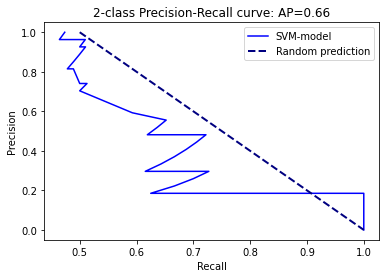 2-class Precision-Recall curve: AP=0.66
SVM-model
Random prediction
Precision
1.0
0.8
0.6
0.4
0.2
0.0
0.5
0.6
0.7
0.8
0.9
1.0
Recall